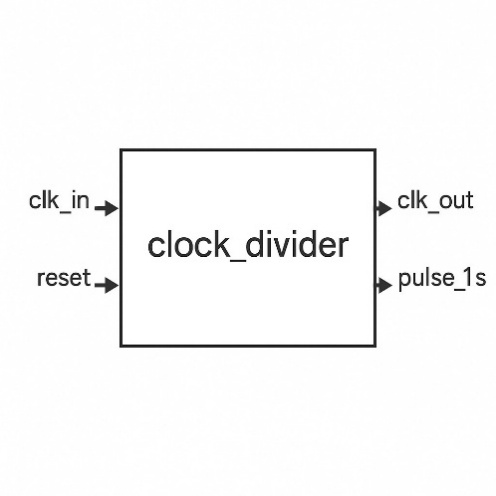 clk_in
clk_out
clock_divider
reset
pulse_1s